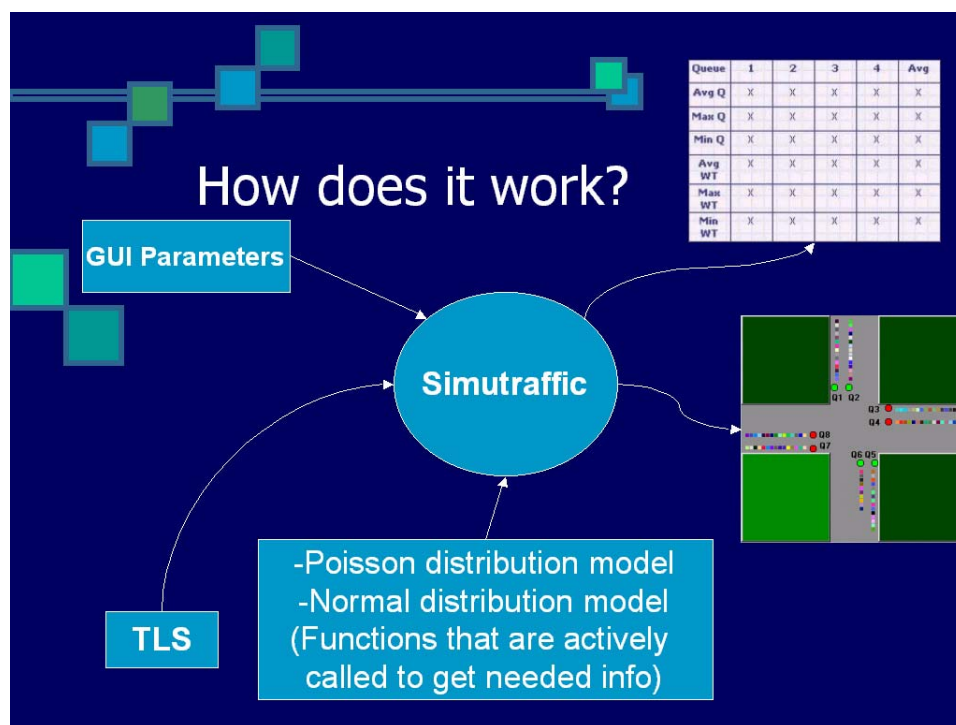 How does it work?
Queue 1 2 3 4 Avg
Avg Q X X X X X
Max Q X X X X X
Min Q X X X X X
Avg WT X X X X X
Max WT X X X X X
Min WT X X X X X
GUI Parameters
Simutraffic
Q1 Q2
Q3
Q4
Q8
Q7
Q6 Q5
TLS
-Poisson distribution model
-Normal distribution model
(Functions that are actively
called to get needed info)